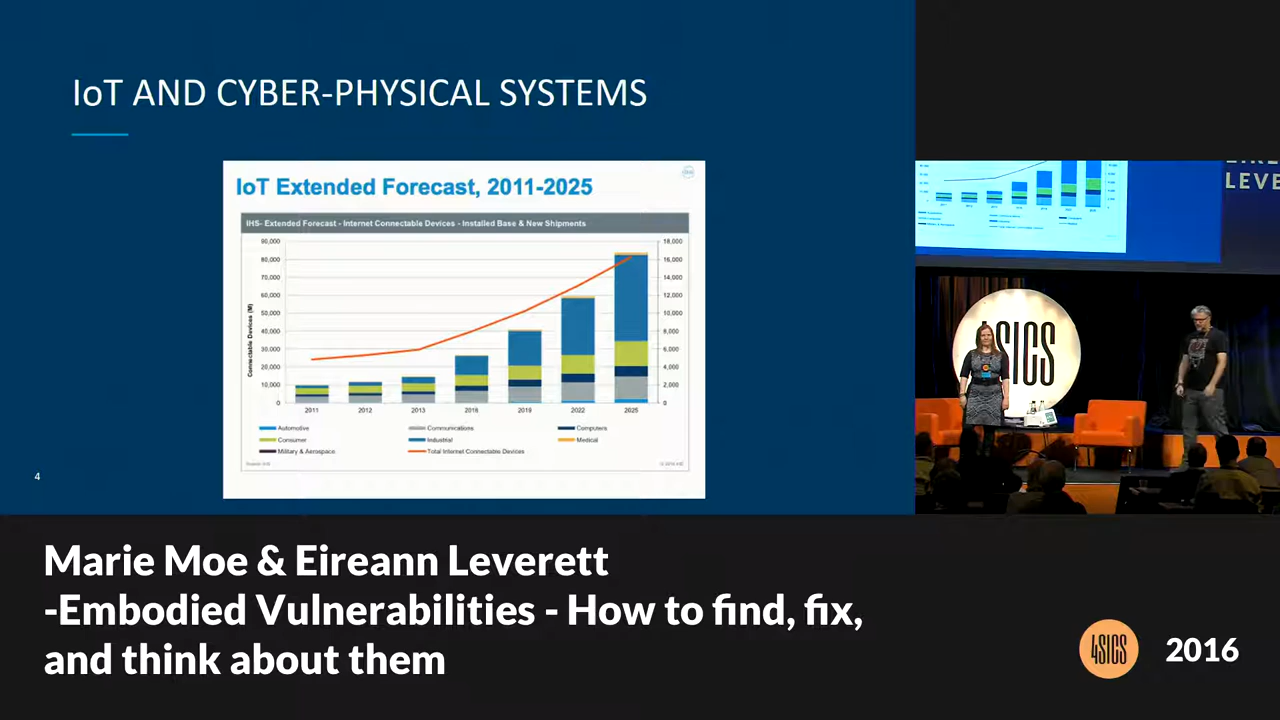 IoT AND CYBER-PHYSICAL SYSTEMS
IoT Extended Forecast, 2011-2025
IHS- Extended Forecast - Internet Connectable Devices - Installed Base & New Shipments
90,000
80,000
70,000
60,000
50,000
40,000
30,000
20,000
10,000
0
Connectable Devices (M)
18,000
16,000
14,000
12,000
10,000
8,000
6,000
4,000
2,000
0
2011 2012 2013 2016 2019 2022 2025
Automotive Communications Computers
Consumer Industrial Medical
Military & Aerospace Total Internet Connectable Devices
4
LEVE
4SICS
Marie Moe & Eireann Leverett
-Embodied Vulnerabilities - How to find, fix,
and think about them
4SICS
2016